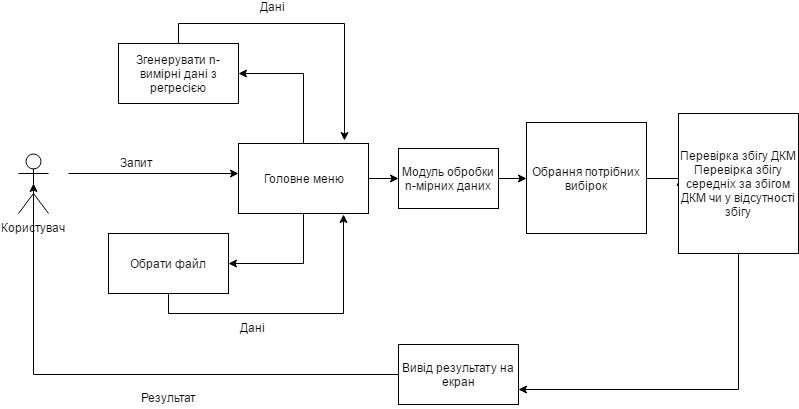 Дані
Згенерувати n-
вимірні дані з
регресією
Запит
Головне меню
Модуль обробки
n-мірних даних
Обрання потрібних
вибірок
Перевірка збігу ДКМ
Перевірка збігу
середніх за збігом
ДКМ чи у відсутності
збігу
Користувач
Обрати файл
Дані
Вивід результату на
екран
Результат